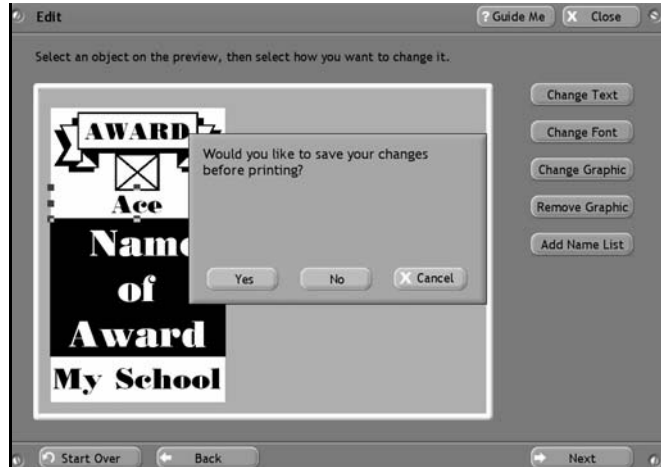 Edit
? Guide Me
X Close
Select an object on the preview, then select how you want to change it.
AWARD
Ace
Name
of
Award
My School
Would you like to save your changes
before printing?
Yes
No
X Cancel
Change Text
Change Font
Change Graphic
Remove Graphic
Add Name List
Start Over
Back
Next